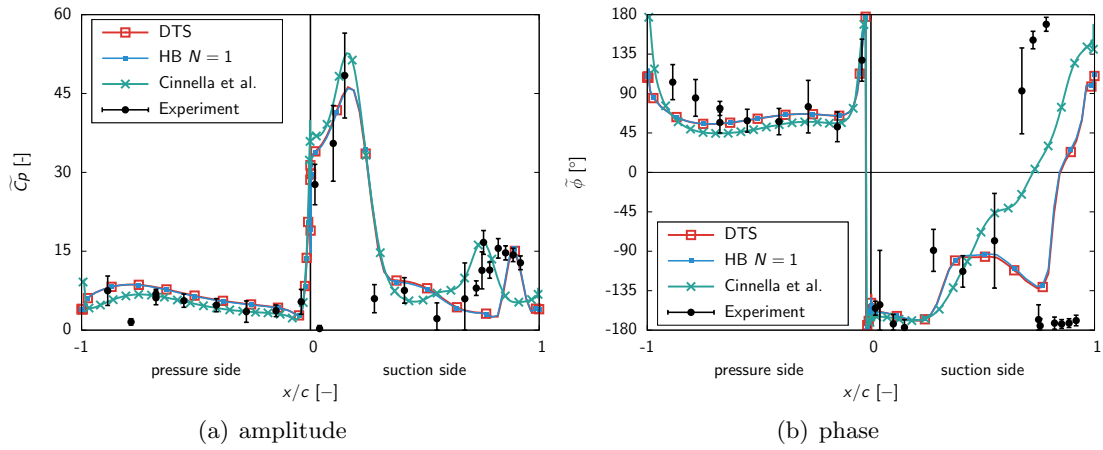 60
45
30
15
0
C̃p [-]
DTS
HB N = 1
Cinnella et al.
Experiment
-1
0
1
pressure side
suction side
x/c [−]
(a) amplitude
180
135
90
45
0
-45
-90
-135
-180
ϕ̃ [°]
DTS
HB N = 1
Cinnella et al.
Experiment
-1
0
1
pressure side
suction side
x/c [−]
(b) phase